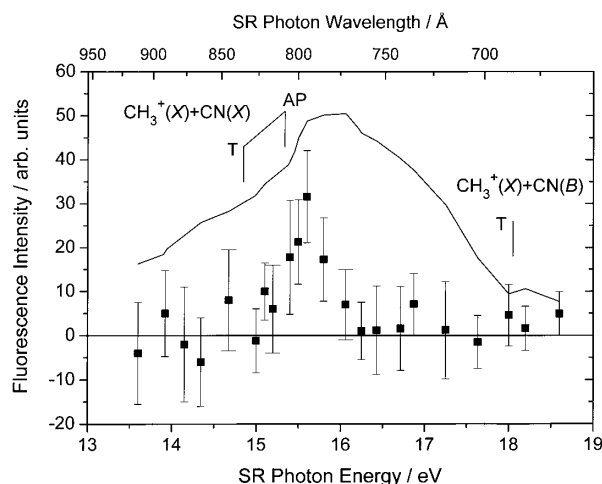 SR Photon Wavelength / Å
950 900 850 800 750 700
60
50
40
30
20
10
0
-10
-20
Fluorescence Intensity / arb. units
CH₃⁺(X)+CN(X)
AP
T
CH₃⁺(X)+CN(B)
T
13 14 15 16 17 18 19
SR Photon Energy / eV